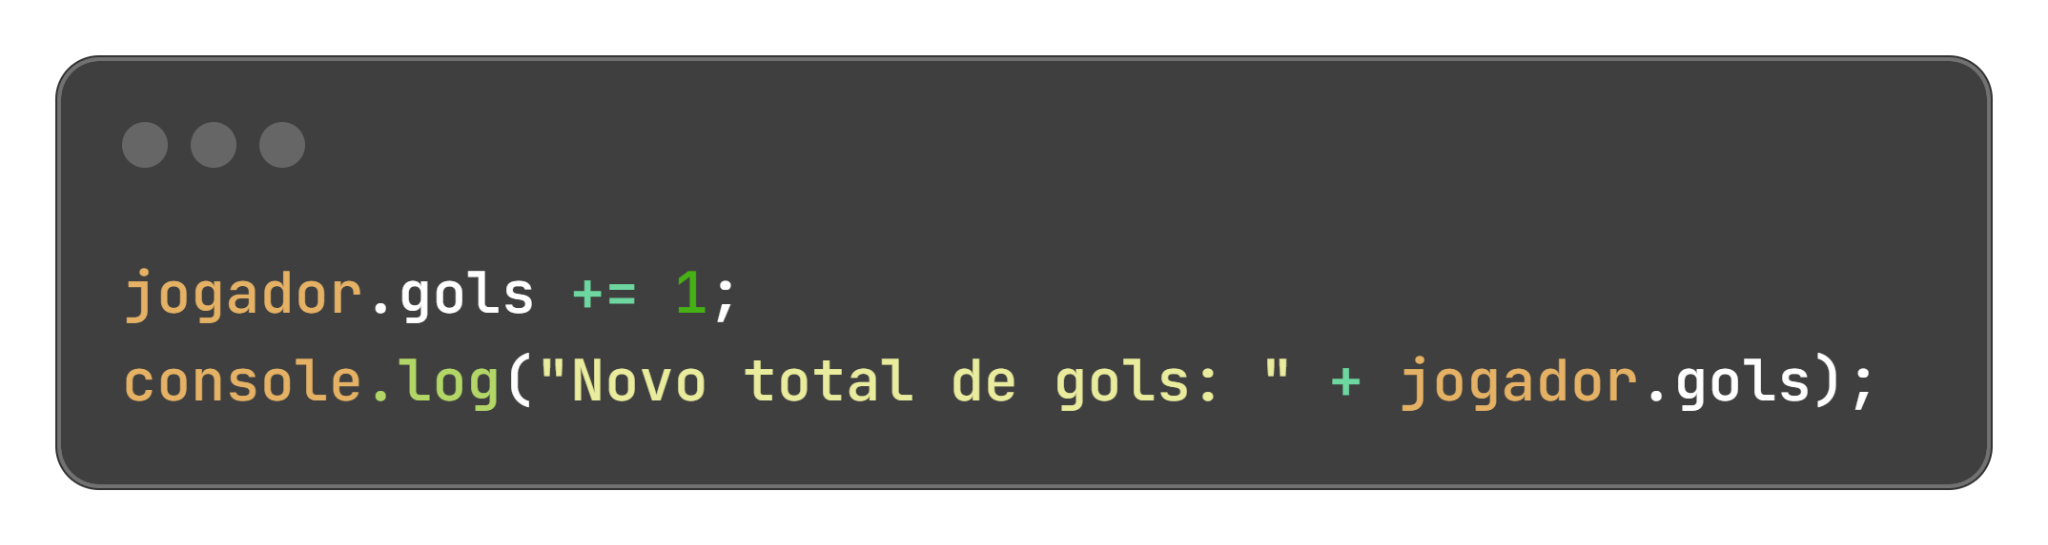 jogador.gols += 1;
console.log("Novo total de gols: " + jogador.gols);